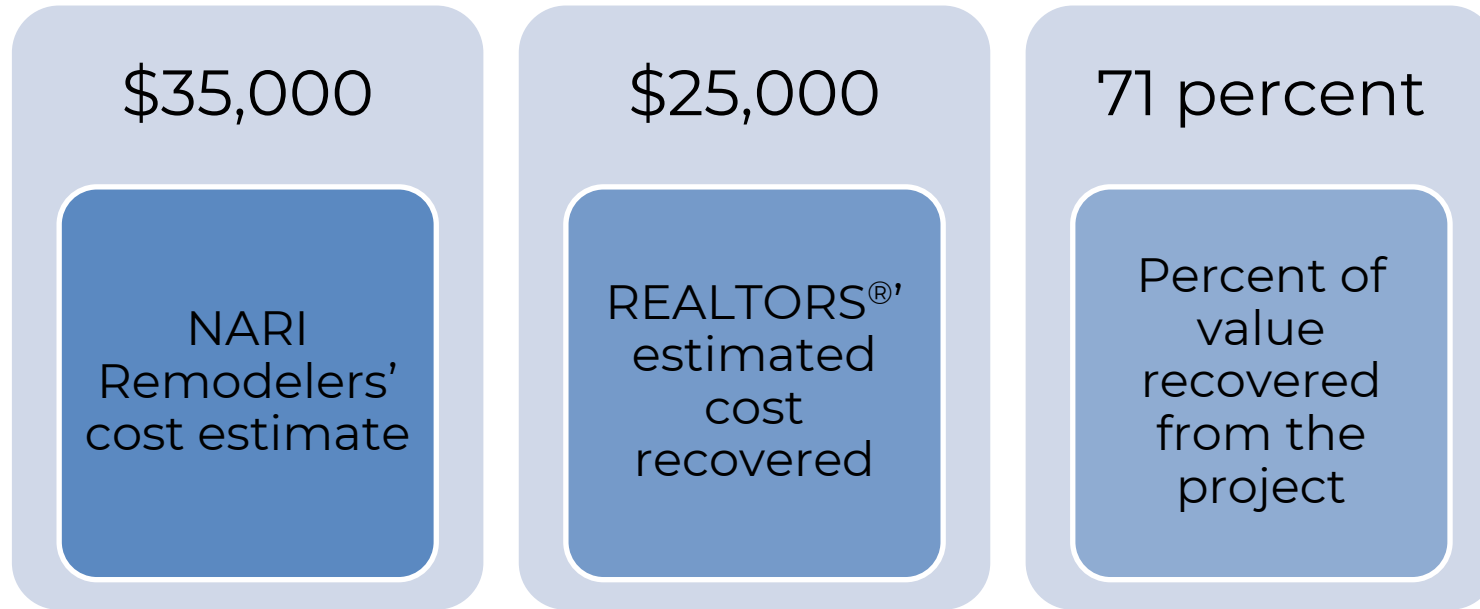 $35,000
NARI
Remodelers’
cost estimate
$25,000
REALTORS®’
estimated
cost
recovered
71 percent
Percent of
value
recovered
from the
project